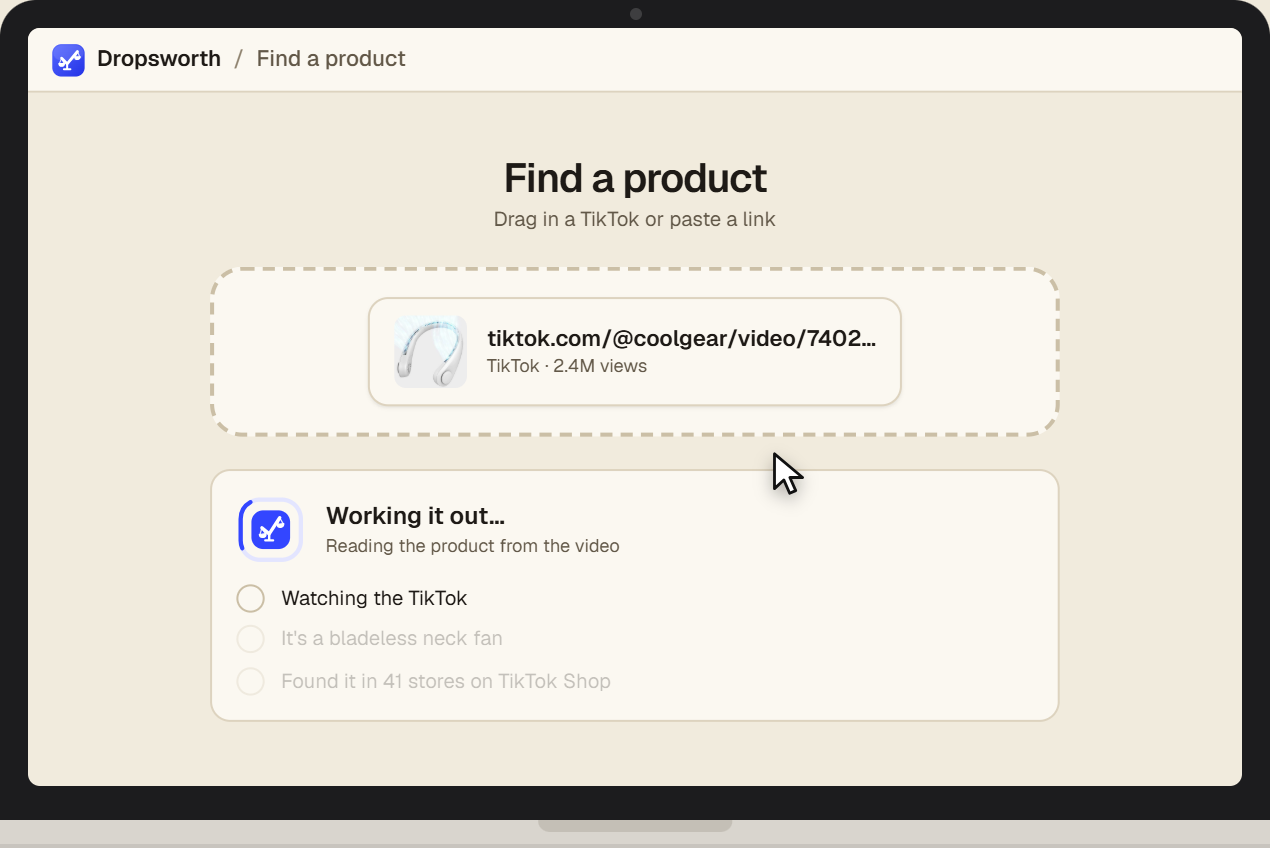 Dropsworth / Find a product
Find a product
Drag in a TikTok or paste a link
tiktok.com/@coolgear/video/7402...
TikTok · 2.4M views
Working it out...
Reading the product from the video
Watching the TikTok
It's a bladeless neck fan
Found it in 41 stores on TikTok Shop